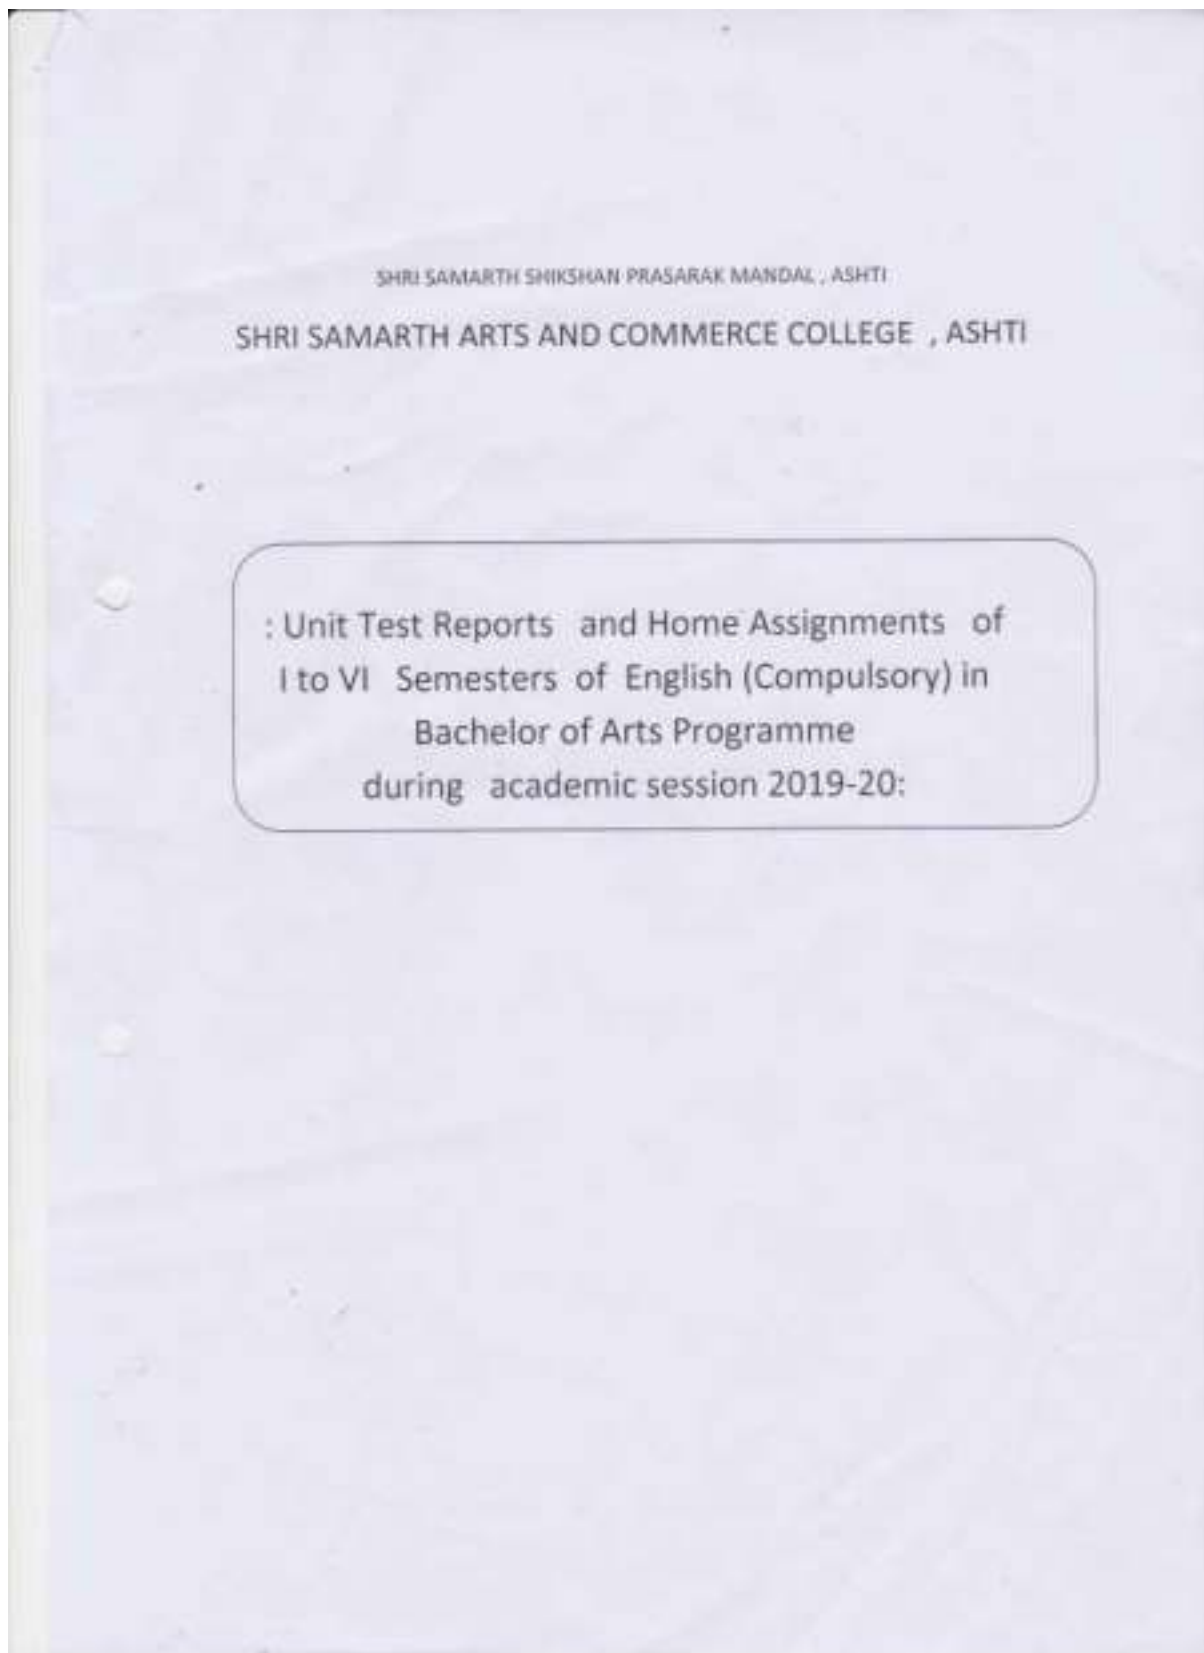 SHRI SAMARTH SHIKSHAN PRASARAK MANDAL , ASHTI
SHRI SAMARTH ARTS AND COMMERCE COLLEGE , ASHTI
: Unit Test Reports and Home Assignments of
I to VI Semesters of English (Compulsory) in
Bachelor of Arts Programme
during academic session 2019-20: